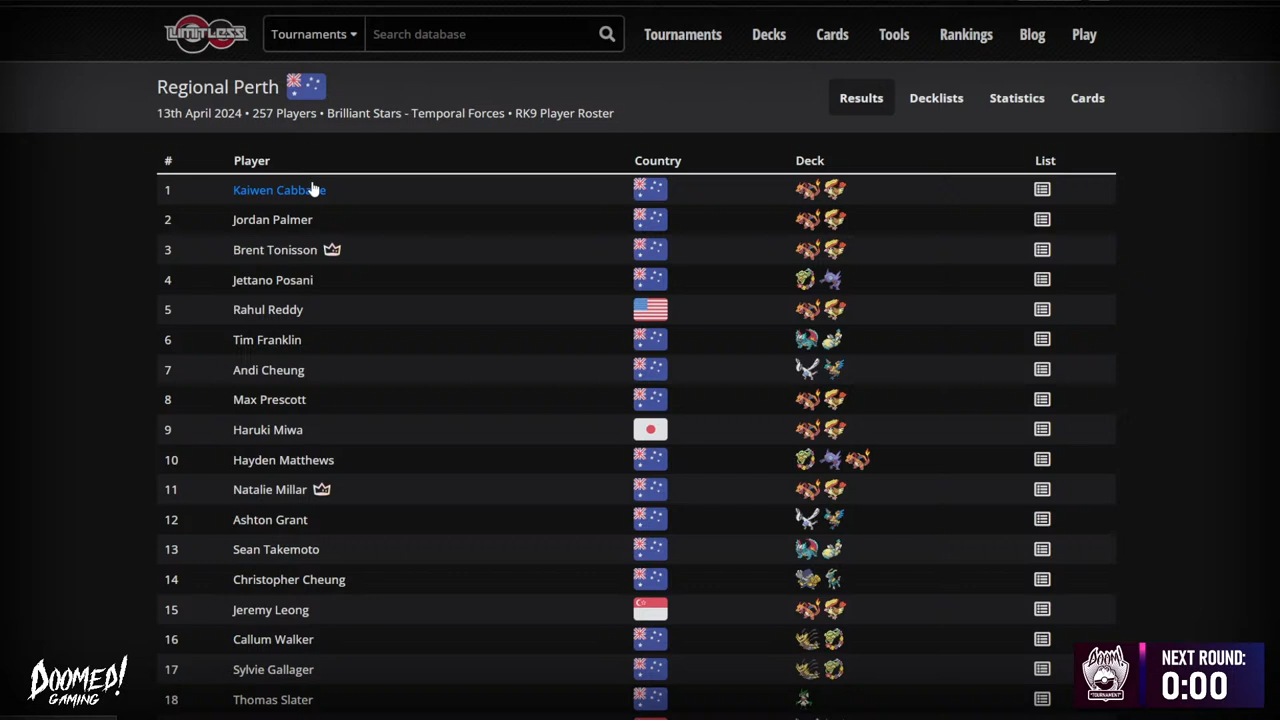 LIMITLESS Tournaments Search database Tournaments Decks Cards Tools Rankings Blog Play
Regional Perth
13th April 2024 • 257 Players • Brilliant Stars - Temporal Forces • RK9 Player Roster
Results Decklists Statistics Cards
# Player Country Deck List
1 Kaiwen
2 Jordan Palmer
3 Brent Tonisson
4 Jettano Posani
5 Rahul Reddy
6 Tim Franklin
7 Andi Cheung
8 Max Prescott
9 Haruki Miwa
10 Hayden Matthews
11 Natalie Millar
12 Ashton Grant
13 Sean Takemoto
14 Christopher Cheung
15 Jeremy Leong
16 Callum Walker
17 Sylvie Gallager
18 Thomas Slater
DOOMED!
GAMING
DOOM!
TOURNAMENT
NEXT ROUND:
0:00